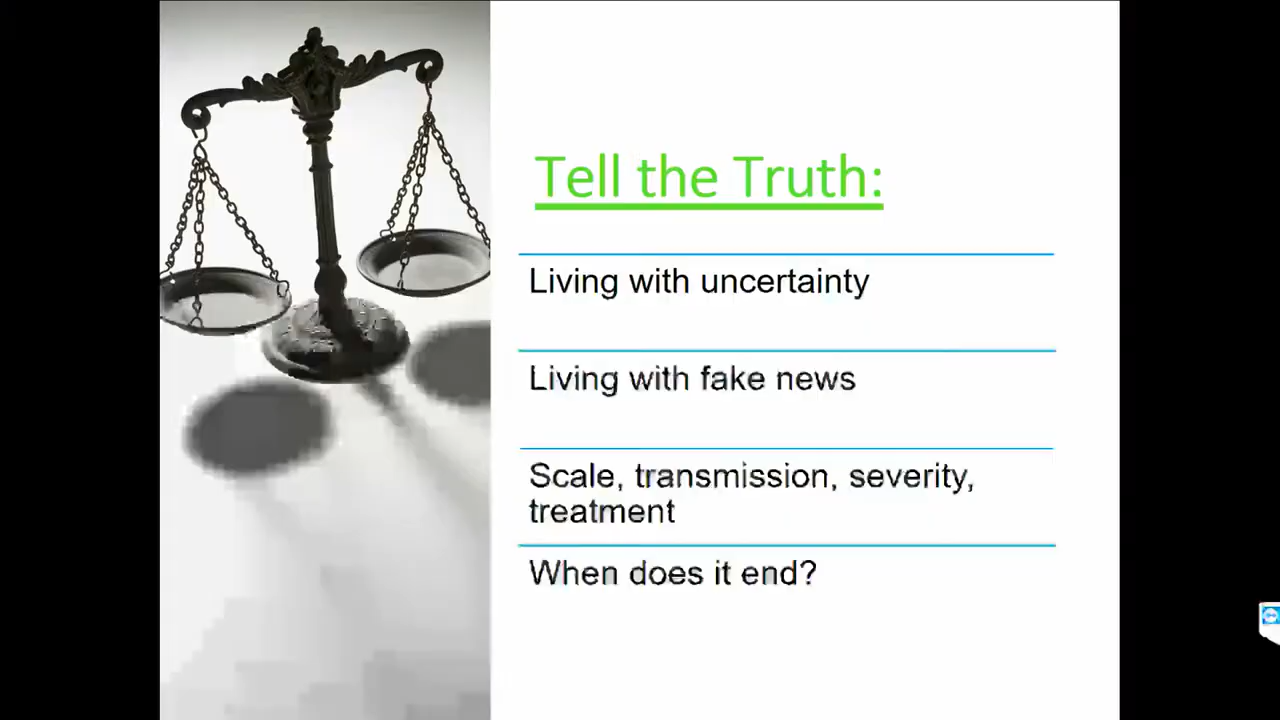 Tell the Truth:
Living with uncertainty
Living with fake news
Scale, transmission, severity,
treatment
When does it end?